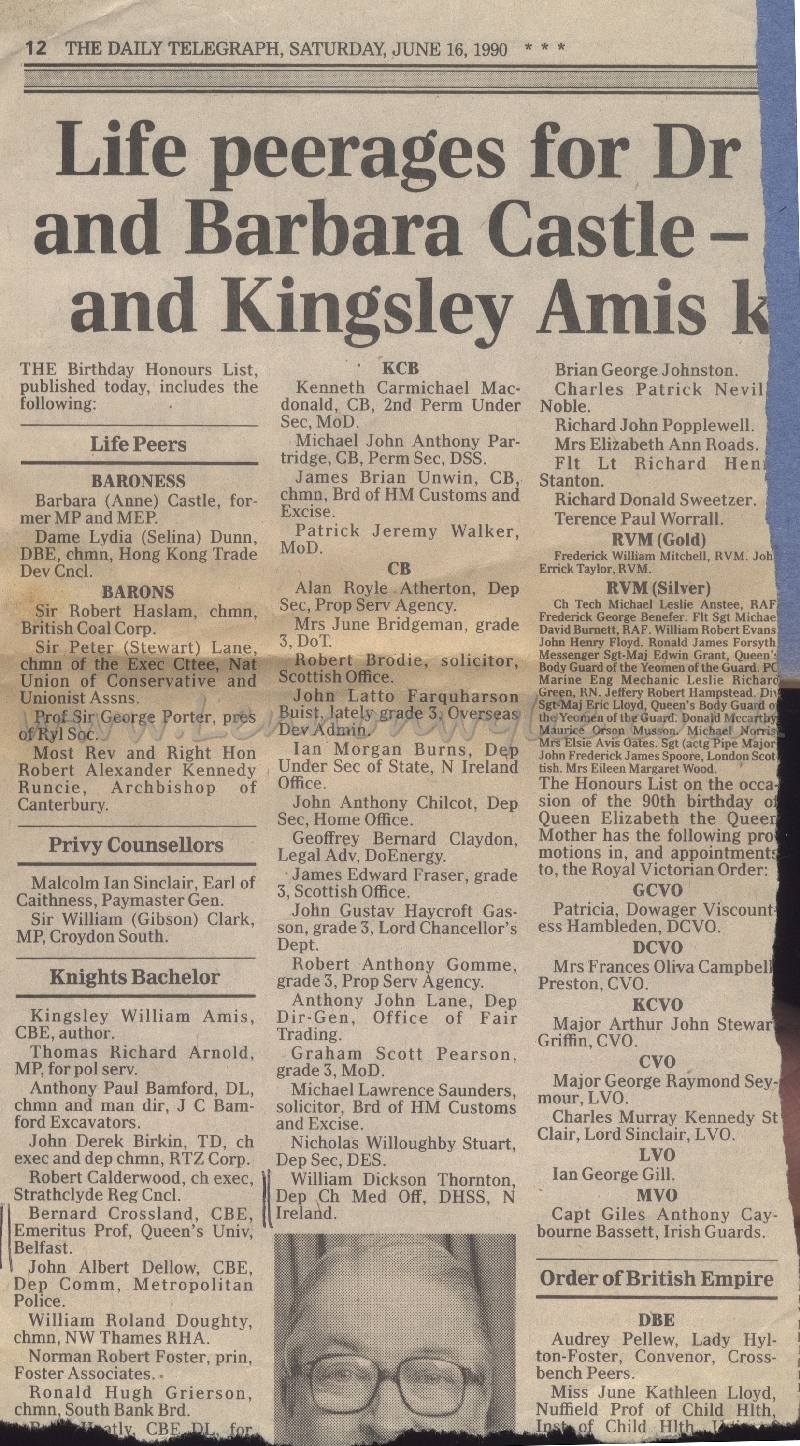 12 THE DAILY TELEGRAPH, SATURDAY, JUNE 16, 1990 * * *
Life peerages for Dr
and Barbara Castle –
and Kingsley Amis k
THE Birthday Honours List,
published today, includes the
following:
Life Peers
BARONESS
Barbara (Anne) Castle, for-
mer MP and MEP.
Dame Lydia (Selina) Dunn,
DBE, chmn, Hong Kong Trade
Dev Cncl.
BARONS
Sir Robert Haslam, chmn,
British Coal Corp.
Sir Peter (Stewart) Lane,
chmn of the Exec Cttee, Nat
Union of Conservative and
Unionist Assns.
Prof Sir George Porter, pres
of Ryl Soc.
Most Rev and Right Hon
Robert Alexander Kennedy
Runcie, Archbishop of
Canterbury.
Privy Counsellors
Malcolm Ian Sinclair, Earl of
Caithness, Paymaster Gen.
Sir William (Gibson) Clark,
MP, Croydon South.
Knights Bachelor
Kingsley William Amis,
CBE, author.
Thomas Richard Arnold,
MP, for pol serv.
Anthony Paul Bamford, DL,
chmn and man dir, J C Bam-
ford Excavators.
John Derek Birkin, TD, ch
exec and dep chmn, RTZ Corp.
Robert Calderwood, ch exec,
Strathclyde Reg Cncl.
Bernard Crossland, CBE,
Emeritus Prof, Queen's Univ,
Belfast.
John Albert Dellow, CBE,
Dep Comm, Metropolitan
Police.
William Roland Doughty,
chmn, NW Thames RHA.
Norman Robert Foster, prin,
Foster Associates.
Ronald Hugh Grierson,
chmn, South Bank Brd.
CBE, DL, for
KCB
Kenneth Carmichael Mac-
donald, CB, 2nd Perm Under
Sec, MoD.
Michael John Anthony Par-
tridge, CB, Perm Sec, DSS.
James Brian Unwin, CB,
chmn, Brd of HM Customs and
Excise.
Patrick Jeremy Walker,
MoD.
CB
Alan Royle Atherton, Dep
Sec, Prop Serv Agency.
Mrs June Bridgeman, grade
3, DoT.
Robert Brodie, solicitor,
Scottish Office.
John Latto Farquharson
Buist, lately grade 3, Overseas
Dev Admin.
Ian Morgan Burns, Dep
Under Sec of State, N Ireland
Office.
John Anthony Chilcot, Dep
Sec, Home Office.
Geoffrey Bernard Claydon,
Legal Adv, DoEnergy.
James Edward Fraser, grade
3, Scottish Office.
John Gustav Haycroft Gas-
son, grade 3, Lord Chancellor's
Dept.
Robert Anthony Gomme,
grade 3, Prop Serv Agency.
Anthony John Lane, Dep
Dir-Gen, Office of Fair
Trading.
Graham Scott Pearson,
grade 3, MoD.
Michael Lawrence Saunders,
solicitor, Brd of HM Customs
and Excise.
Nicholas Willoughby Stuart,
Dep Sec, DES.
William Dickson Thornton,
Dep Ch Med Off, DHSS, N
Ireland.
Brian George Johnston.
Charles Patrick Nevil
Noble.
Richard John Popplewell.
Mrs Elizabeth Ann Roads.
Flt Lt Richard Hen
Stanton.
Richard Donald Sweetzer.
Terence Paul Worrall.
RVM (Gold)
Frederick William Mitchell, RVM. Joh
Errick Taylor, RVM.
RVM (Silver)
Ch Tech Michael Leslie Anstee, RAF
Frederick George Benefer. Flt Sgt Michae
David Burnett, RAF. William Robert Evans
John Henry Floyd. Ronald James Forsyth
Messenger Sgt-Maj Edwin Grant, Queen's
Body Guard of the Yeomen of the Guard. PO
Marine Eng Mechanic Leslie Richard
Green, RN. Jeffery Robert Hampstead. Div
Sgt-Maj Eric Lloyd, Queen's Body Guard o
the Yeomen of the Guard. Donald Mccarthy
Maurice Orson Musson. Michael Norris
Mrs Elsie Avis Oates. Sgt (actg Pipe Major
John Frederick James Spoore, London Scot
tish. Mrs Eileen Margaret Wood.
The Honours List on the occa-
sion of the 90th birthday of
Queen Elizabeth the Queen
Mother has the following pro
motions in, and appointments
to, the Royal Victorian Order:
GCVO
Patricia, Dowager Viscount-
ess Hambleden, DCVO.
DCVO
Mrs Frances Oliva Campbell
Preston, CVO.
KCVO
Major Arthur John Stewar
Griffin, CVO.
CVO
Major George Raymond Sey-
mour, LVO.
Charles Murray Kennedy St
Clair, Lord Sinclair, LVO.
LVO
Ian George Gill.
MVO
Capt Giles Anthony Cay-
bourne Bassett, Irish Guards.
Order of British Empire
DBE
Audrey Pellew, Lady Hyl-
ton-Foster, Convenor, Cross-
bench Peers.
Miss June Kathleen Lloyd,
Nuffield Prof of Child Hlth,
Inst of Child Hlth,